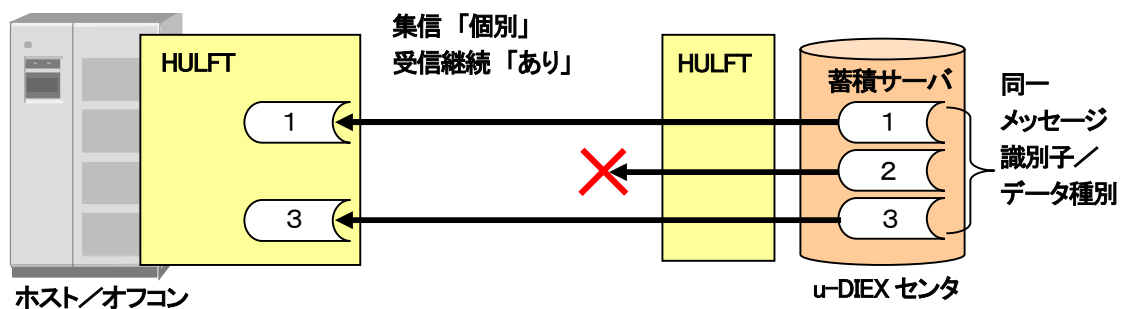 集信 「個別」
受信継続 「あり」
HULFT
HULFT
蓄積サーバ
同一
メッセージ
識別子/
データ種別
1
1
2
3
3
ホスト/オフコン
u-DIEX センタ